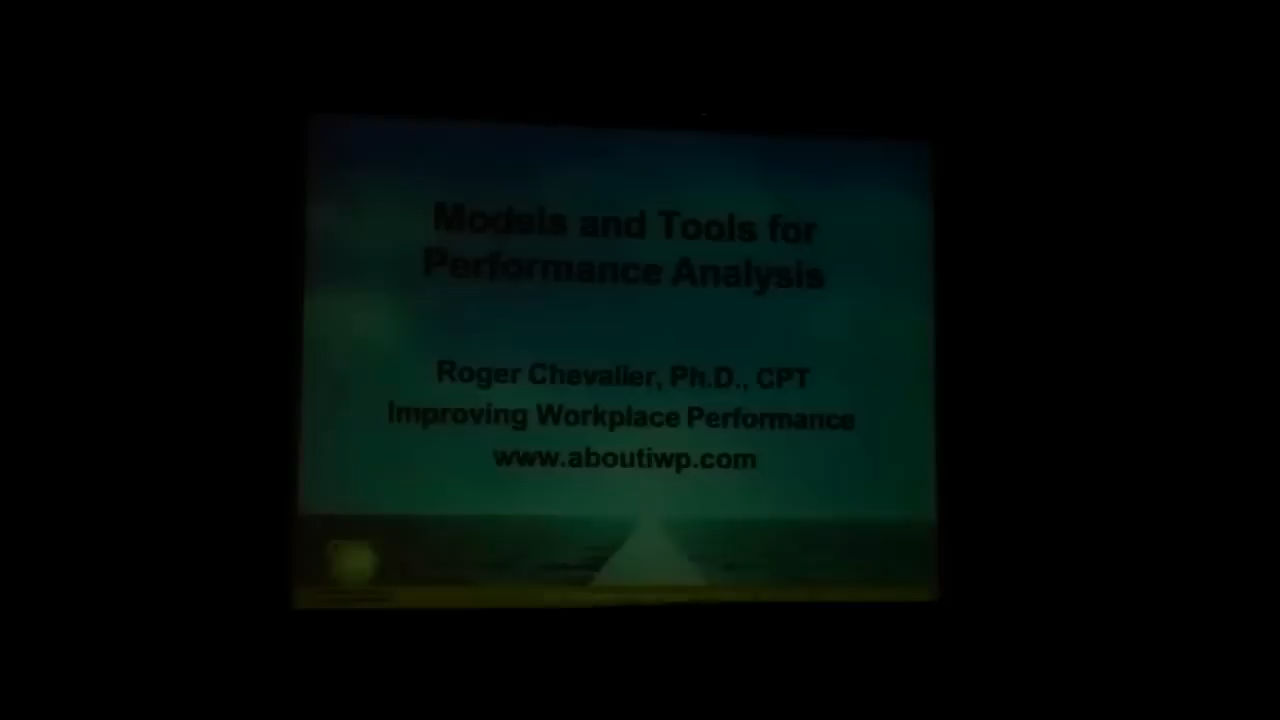 Models and Tools for
Performance Analysis
Roger Chevalier, Ph.D., CPT
Improving Workplace Performance
www.aboutiwp.com